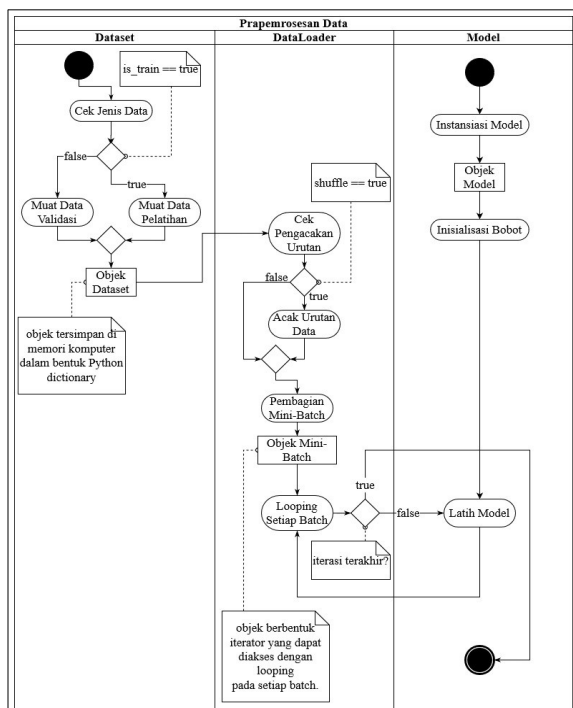 Prapemrosesan Data
Dataset
DataLoader
Model
is_train == true
Cek Jenis Data
false
true
Muat Data
Validasi
Muat Data
Pelatihan
Objek
Dataset
objek tersimpan di
memori komputer
dalam bentuk Python
dictionary
shuffle == true
Cek
Pengacakan
Urutan
false
true
Acak Urutan
Data
Pembagian
Mini-Batch
Objek Mini-
Batch
true
Looping
Setiap Batch
false
iterasi terakhir?
objek berbentuk
iterator yang dapat
diakses dengan
looping
pada setiap batch.
Instansiasi Model
Objek
Model
Inisialisasi Bobot
Latih Model